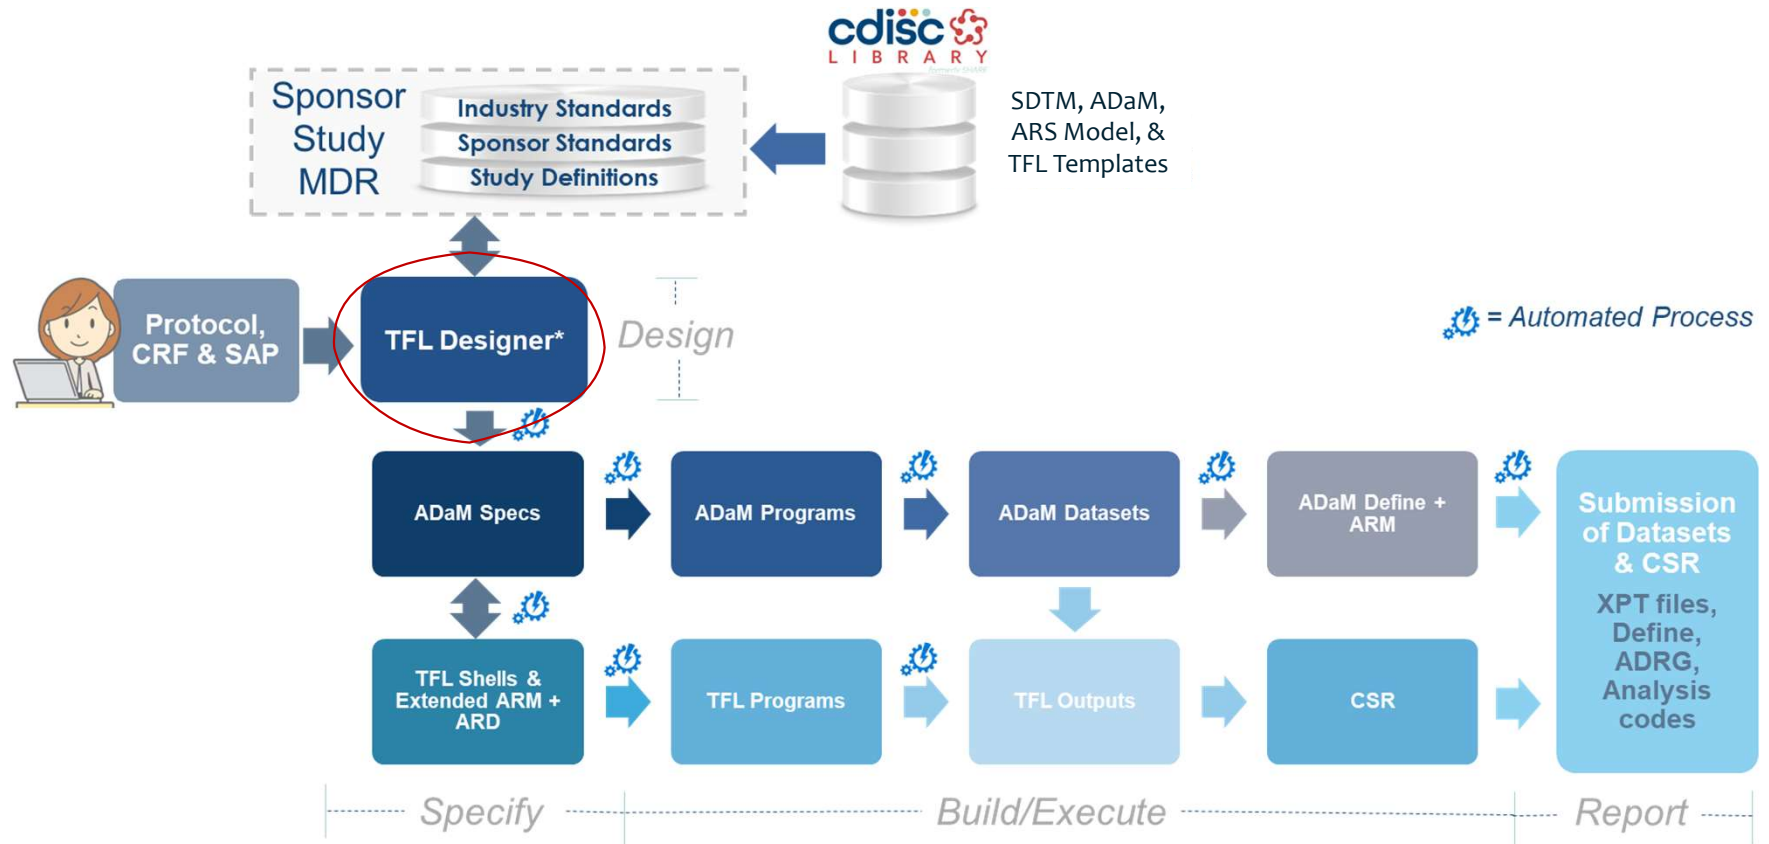 cdisc
LIBRARY
formerly SHARE
Sponsor
Study
MDR
Industry Standards
Sponsor Standards
Study Definitions
SDTM, ADaM,
ARS Model, &
TFL Templates
Protocol,
CRF & SAP
TFL Designer*
Design
= Automated Process
ADaM Specs
ADaM Programs
ADaM Datasets
ADaM Define +
ARM
Submission
of Datasets
& CSR
XPT files,
Define,
ADRG,
Analysis
codes
TFL Shells &
Extended ARM +
ARD
TFL Programs
TFL Outputs
CSR
Specify
Build/Execute
Report